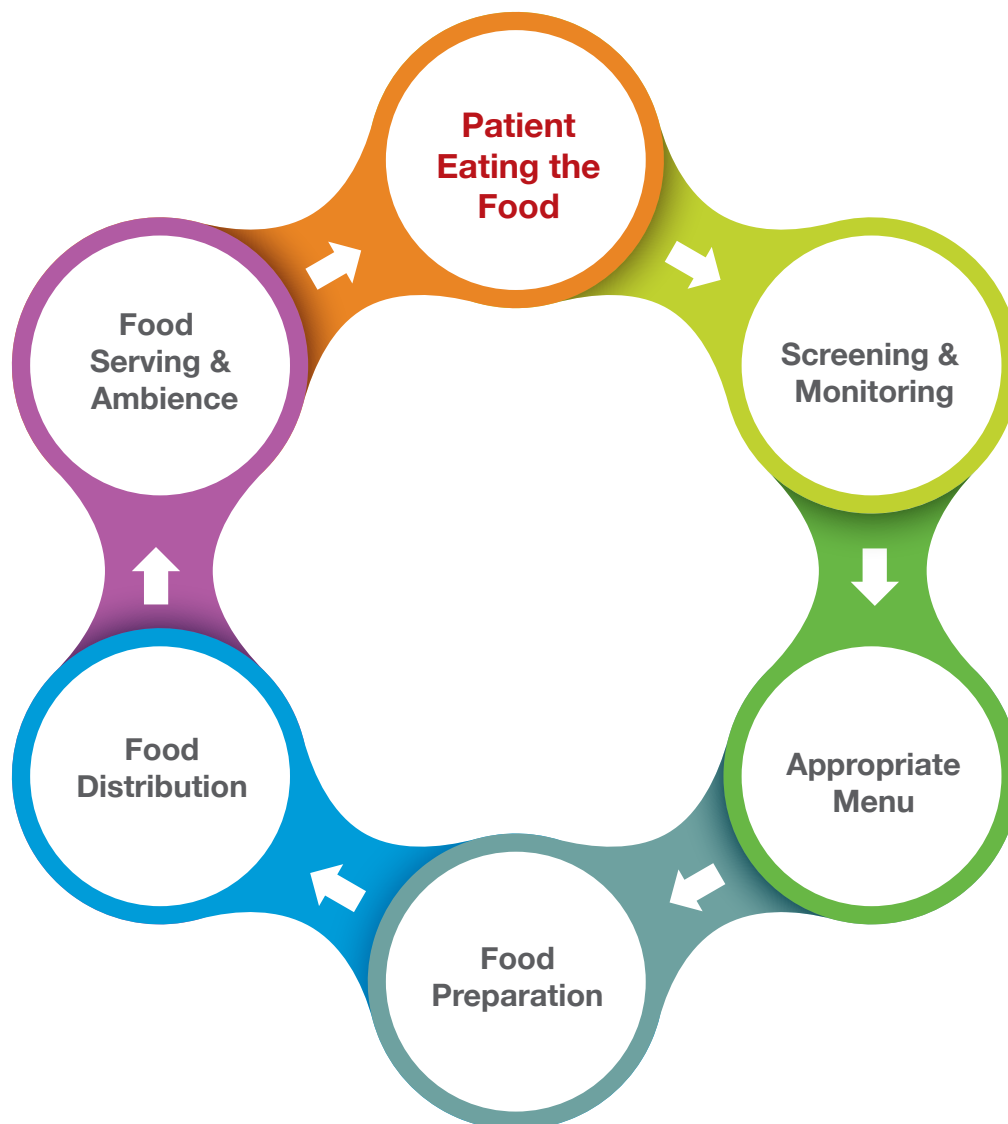 Patient
Eating the
Food
Screening &
Monitoring
Appropriate
Menu
Food
Preparation
Food
Distribution
Food
Serving &
Ambience